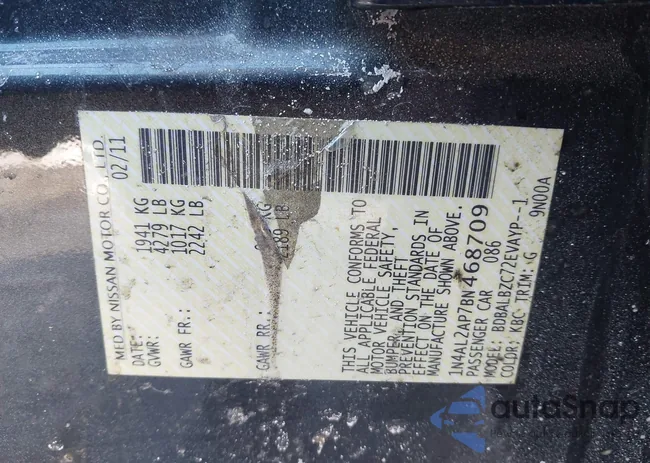 MFD BY NISSAN MOTOR CO., LTD.
DATE: 02/11
GVWR: 1941 KG
4279 LB
GAWR FR.: 1017 KG
2242 LB
GAWR RR.: KG
2189 LB
THIS VEHICLE CONFORMS TO
ALL APPLICABLE FEDERAL
MOTOR VEHICLE SAFETY,
BUMPER, AND THEFT
PREVENTION STANDARDS IN
EFFECT ON THE DATE OF
MANUFACTURE SHOWN ABOVE.
1N4AL2AP7BN468709
PASSENGER CAR 086
MODEL: BDBALBZC72EVAYP--1
COLOR: KBC TRIM: G 9N00A
autoSnap